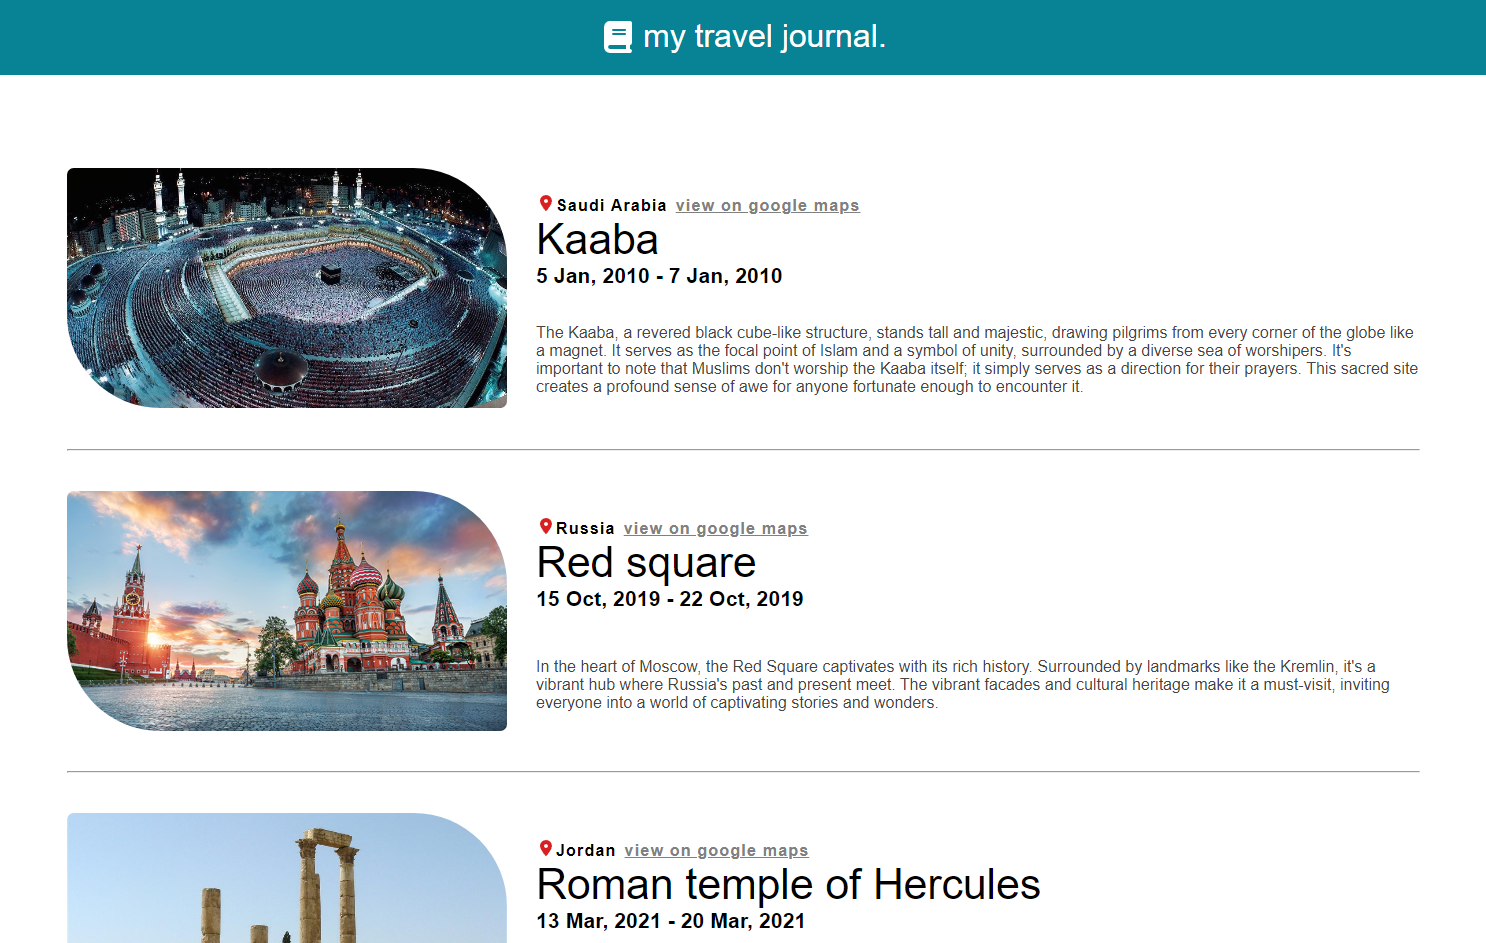 my travel journal.
Saudi Arabia view on google maps
Kaaba
5 Jan, 2010 - 7 Jan, 2010
The Kaaba, a revered black cube-like structure, stands tall and majestic, drawing pilgrims from every corner of the globe like
a magnet. It serves as the focal point of Islam and a symbol of unity, surrounded by a diverse sea of worshipers. It's
important to note that Muslims don't worship the Kaaba itself; it simply serves as a direction for their prayers. This sacred site
creates a profound sense of awe for anyone fortunate enough to encounter it.
Russia view on google maps
Red square
15 Oct, 2019 - 22 Oct, 2019
In the heart of Moscow, the Red Square captivates with its rich history. Surrounded by landmarks like the Kremlin, it's a
vibrant hub where Russia's past and present meet. The vibrant facades and cultural heritage make it a must-visit, inviting
everyone into a world of captivating stories and wonders.
Jordan view on google maps
Roman temple of Hercules
13 Mar, 2021 - 20 Mar, 2021